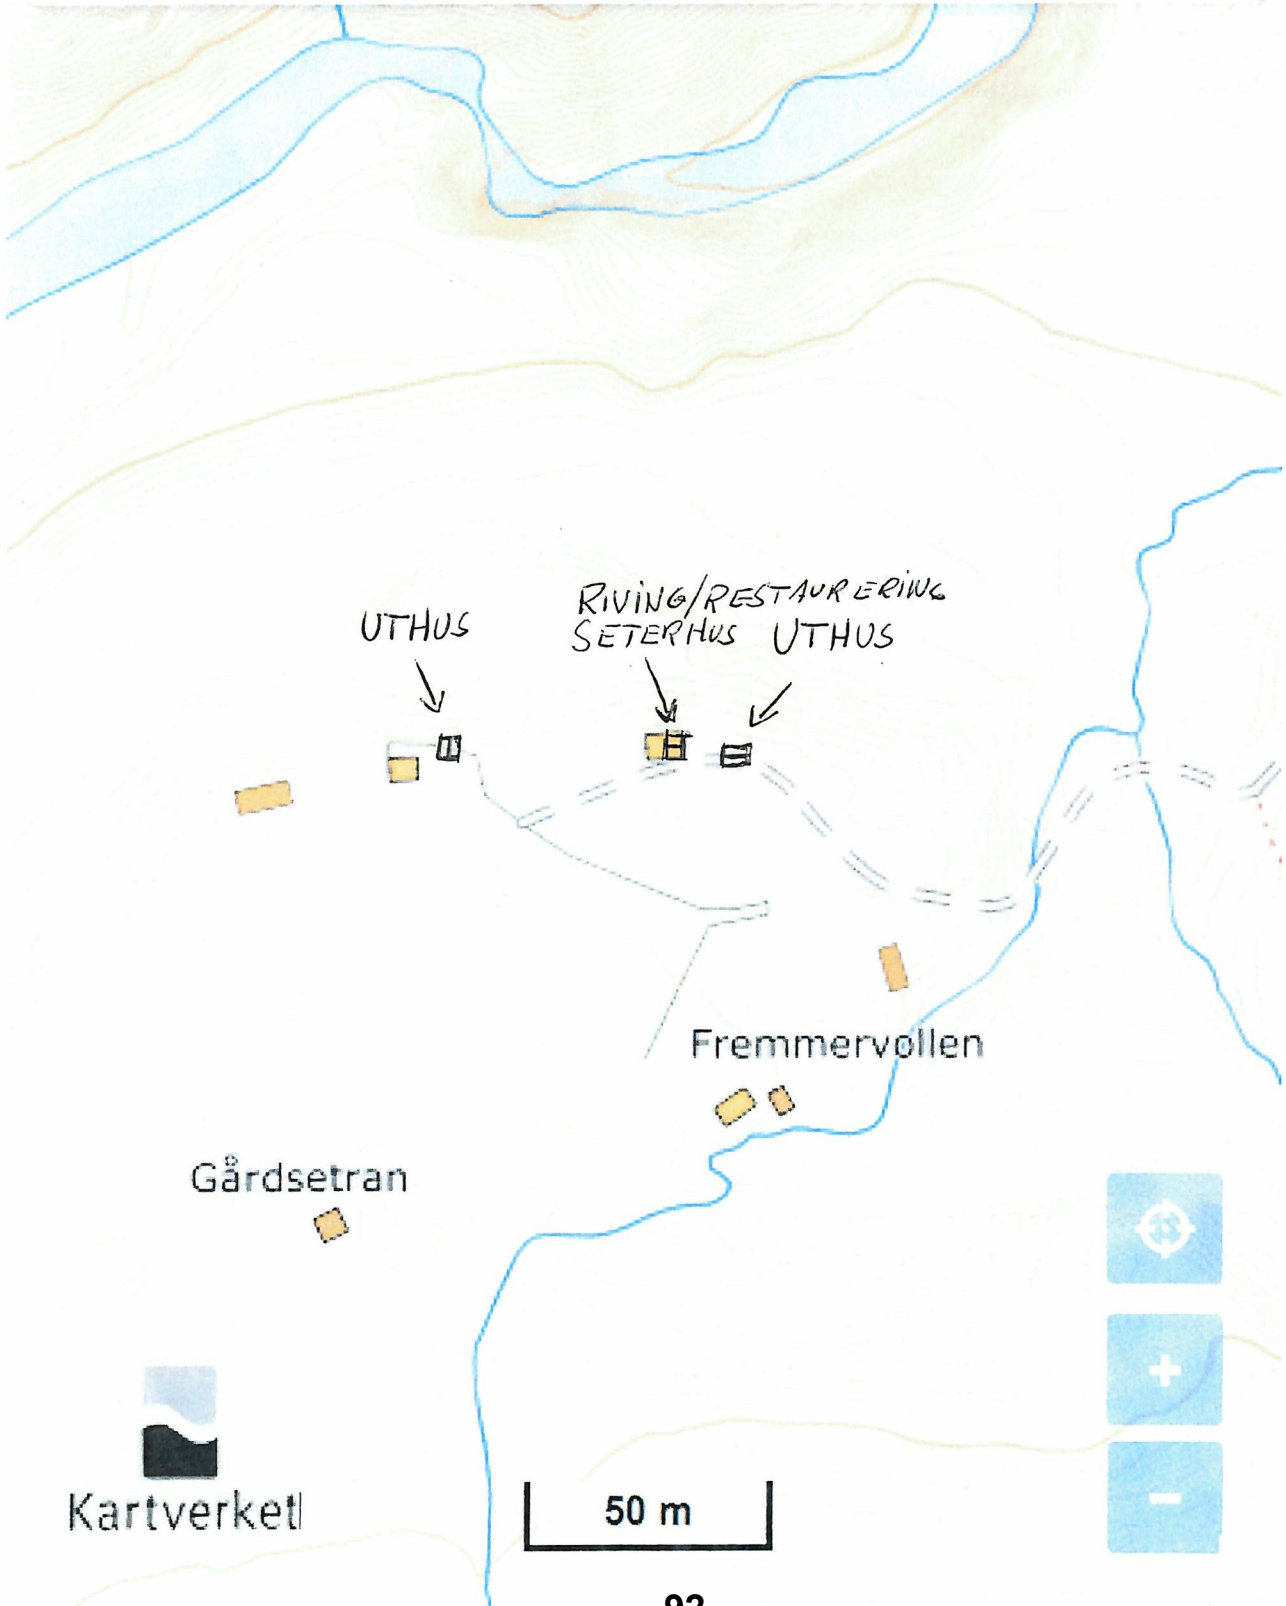 UTHUS
RIVING/RESTAURERING
SETERHUS UTHUS
Fremmervollen
Gårdsetran
Kartverket
50 m